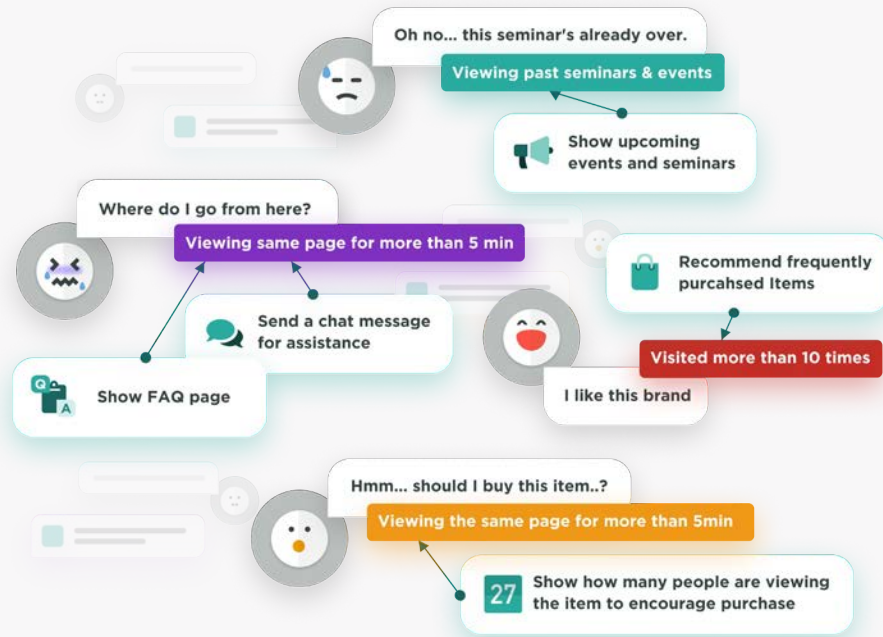 Oh no... this seminar's already over.
Viewing past seminars & events
Show upcoming
events and seminars
Where do I go from here?
Viewing same page for more than 5 min
Send a chat message
for assistance
Q
A
Show FAQ page
Recommend frequently
purcahsed Items
Visited more than 10 times
I like this brand
Hmm... should I buy this item..?
Viewing the same page for more than 5min
27
Show how many people are viewing
the item to encourage purchase